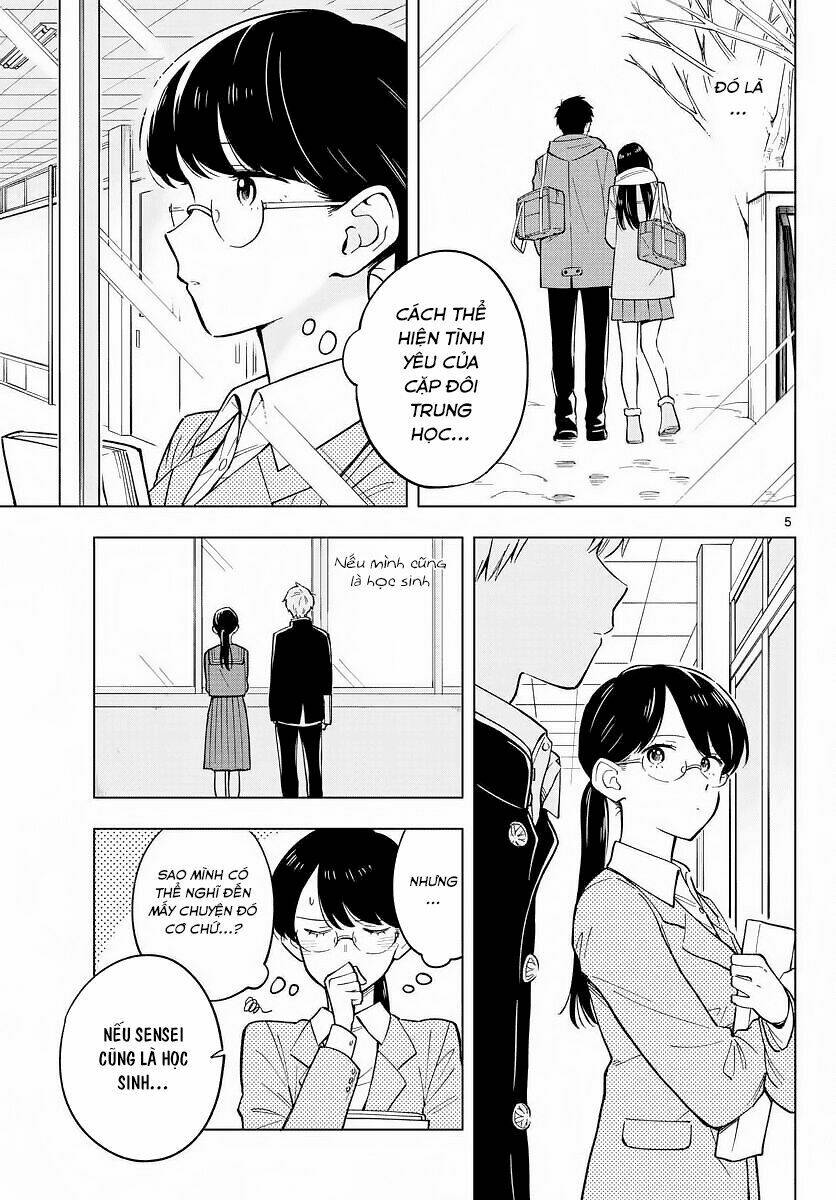 ĐÓ LÀ
...
CÁCH THỂ
HIỆN TÌNH
YÊU CỦA
CẶP ĐÔI
TRUNG
HỌC...
5
Nếu mình cũng
là học sinh
NHƯNG
...
SAO MÌNH CÓ
THỂ NGHĨ ĐẾN
MẤY CHUYỆN ĐÓ
CƠ CHỨ...?
NẾU SENSEI
CŨNG LÀ HỌC
SINH...